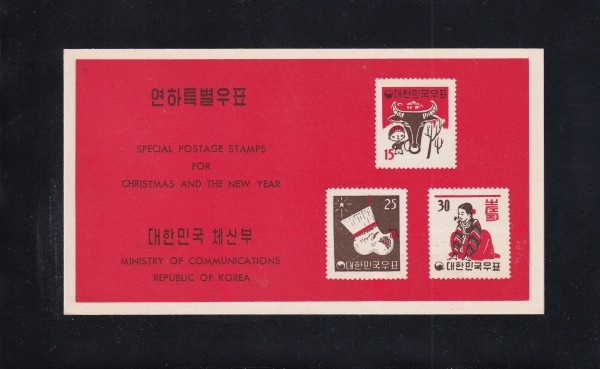 연하특별우표
SPECIAL POSTAGE STAMPS
FOR
CHRISTMAS AND THE NEW YEAR
대한민국 체신부
MINISTRY OF COMMUNICATIONS
REPUBLIC OF KOREA
대한민국우표
15
25
대한민국우표
30
대한민국우표